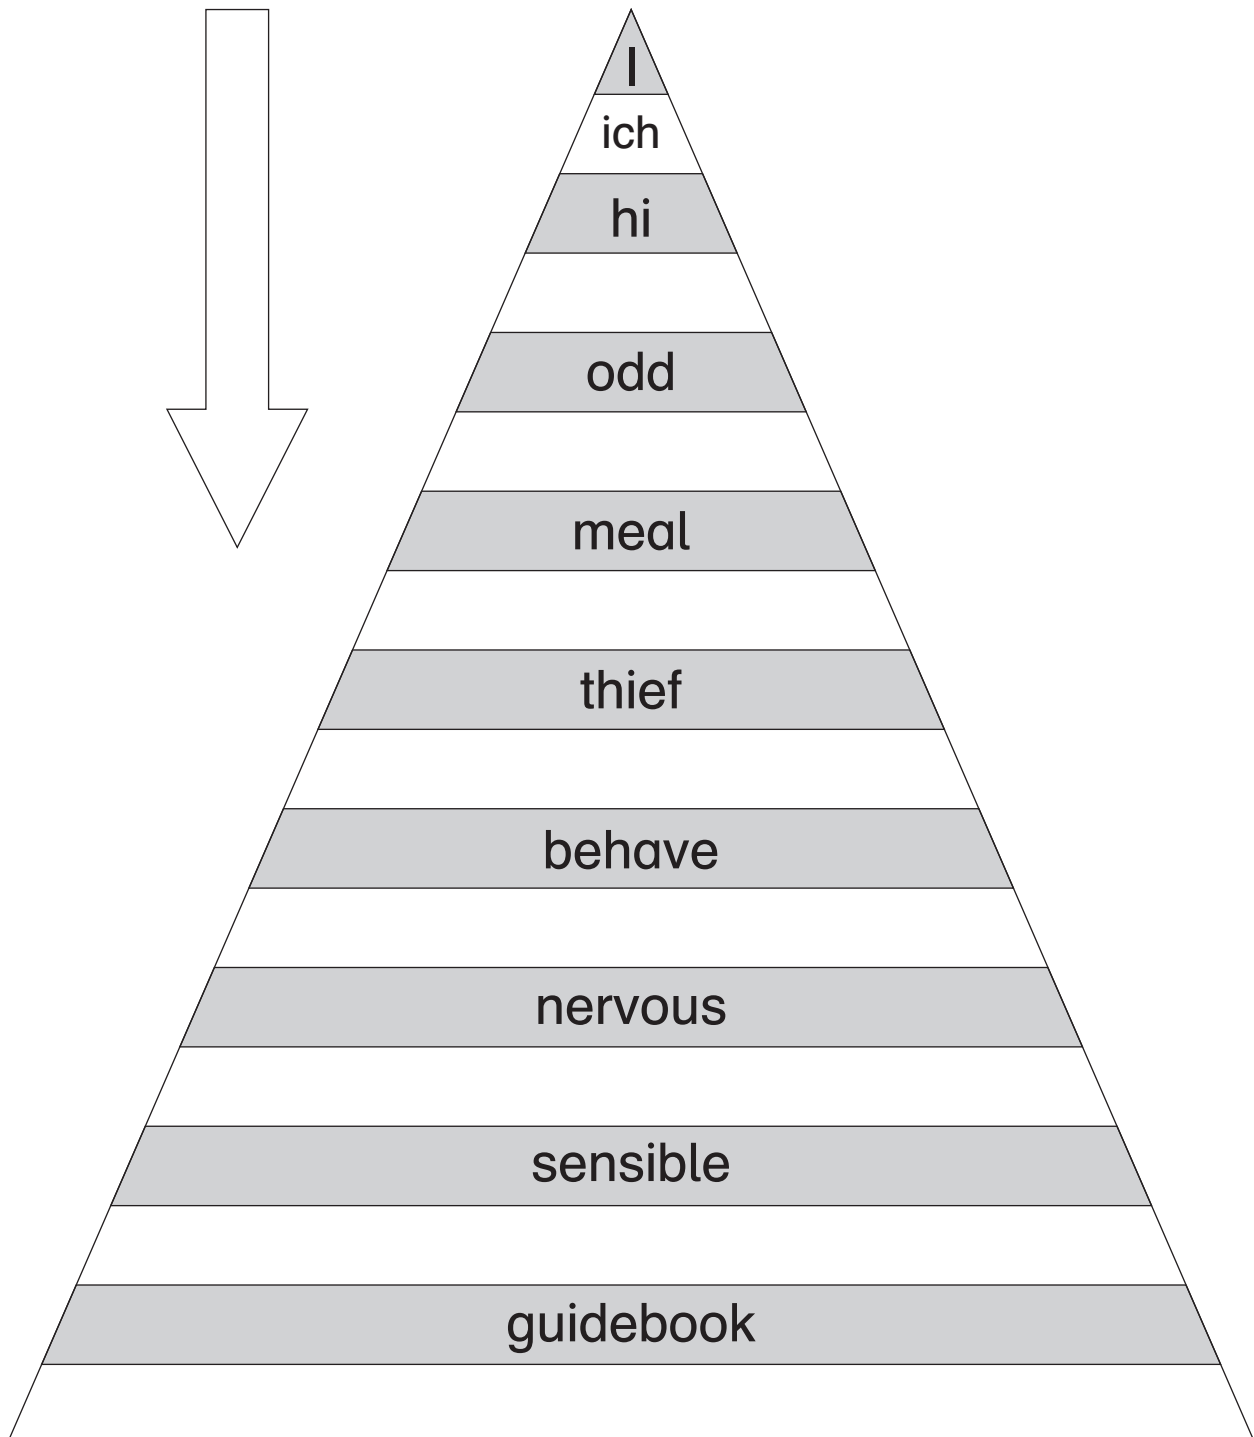 I
ich
hi
odd
meal
thief
behave
nervous
sensible
guidebook